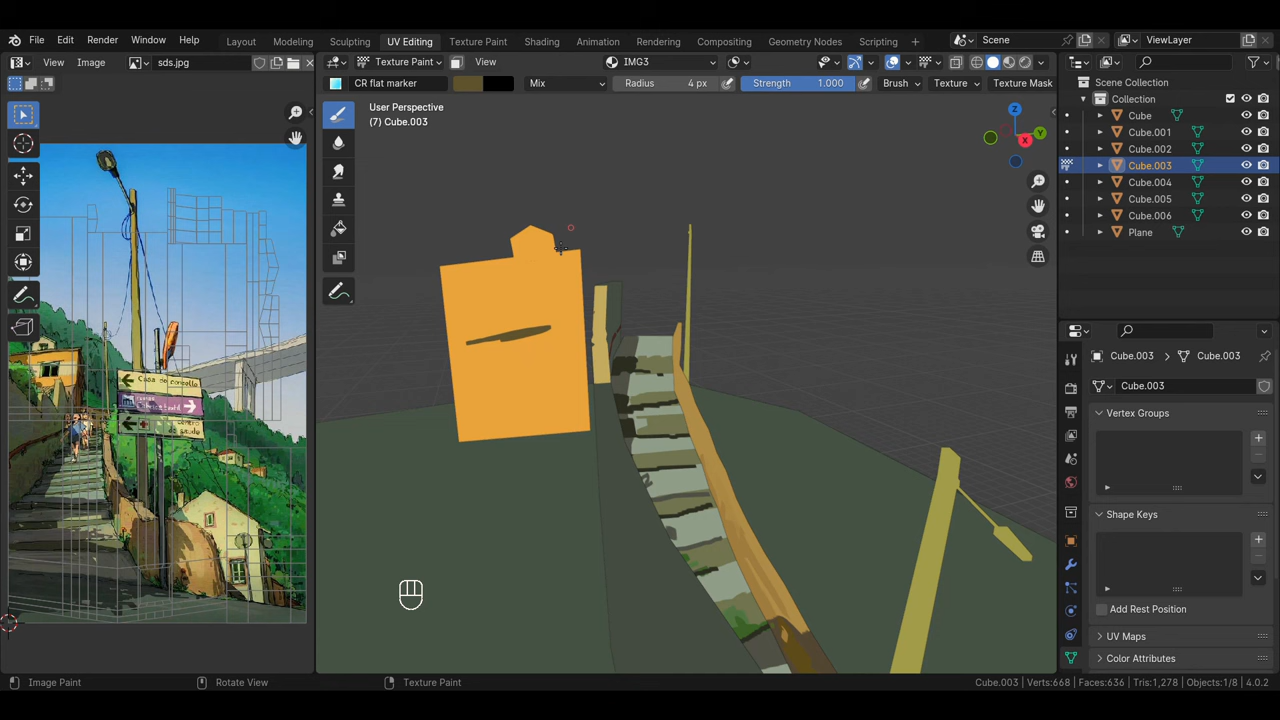 File Edit Render Window Help Layout Modeling Sculpting UV Editing Texture Paint Shading Animation Rendering Compositing Geometry Nodes Scripting Scene ViewLayer
View Image sds.jpg Texture Paint View IMG3
CR flat marker Mix Radius 4 px Strength 1.000 Brush Texture Texture Mask
User Perspective
(7) Cube.003
Z
Y
X
Scene Collection
Collection
Cube
Cube.001
Cube.002
Cube.003
Cube.004
Cube.005
Cube.006
Plane
Cube.003 Cube.003
Cube.003
Vertex Groups
Shape Keys
Add Rest Position
UV Maps
Color Attributes
Image Paint Rotate View Texture Paint Cube.003 | Verts:668 | Faces:636 | Tris:1,278 | Objects:1/8 | 4.0.2